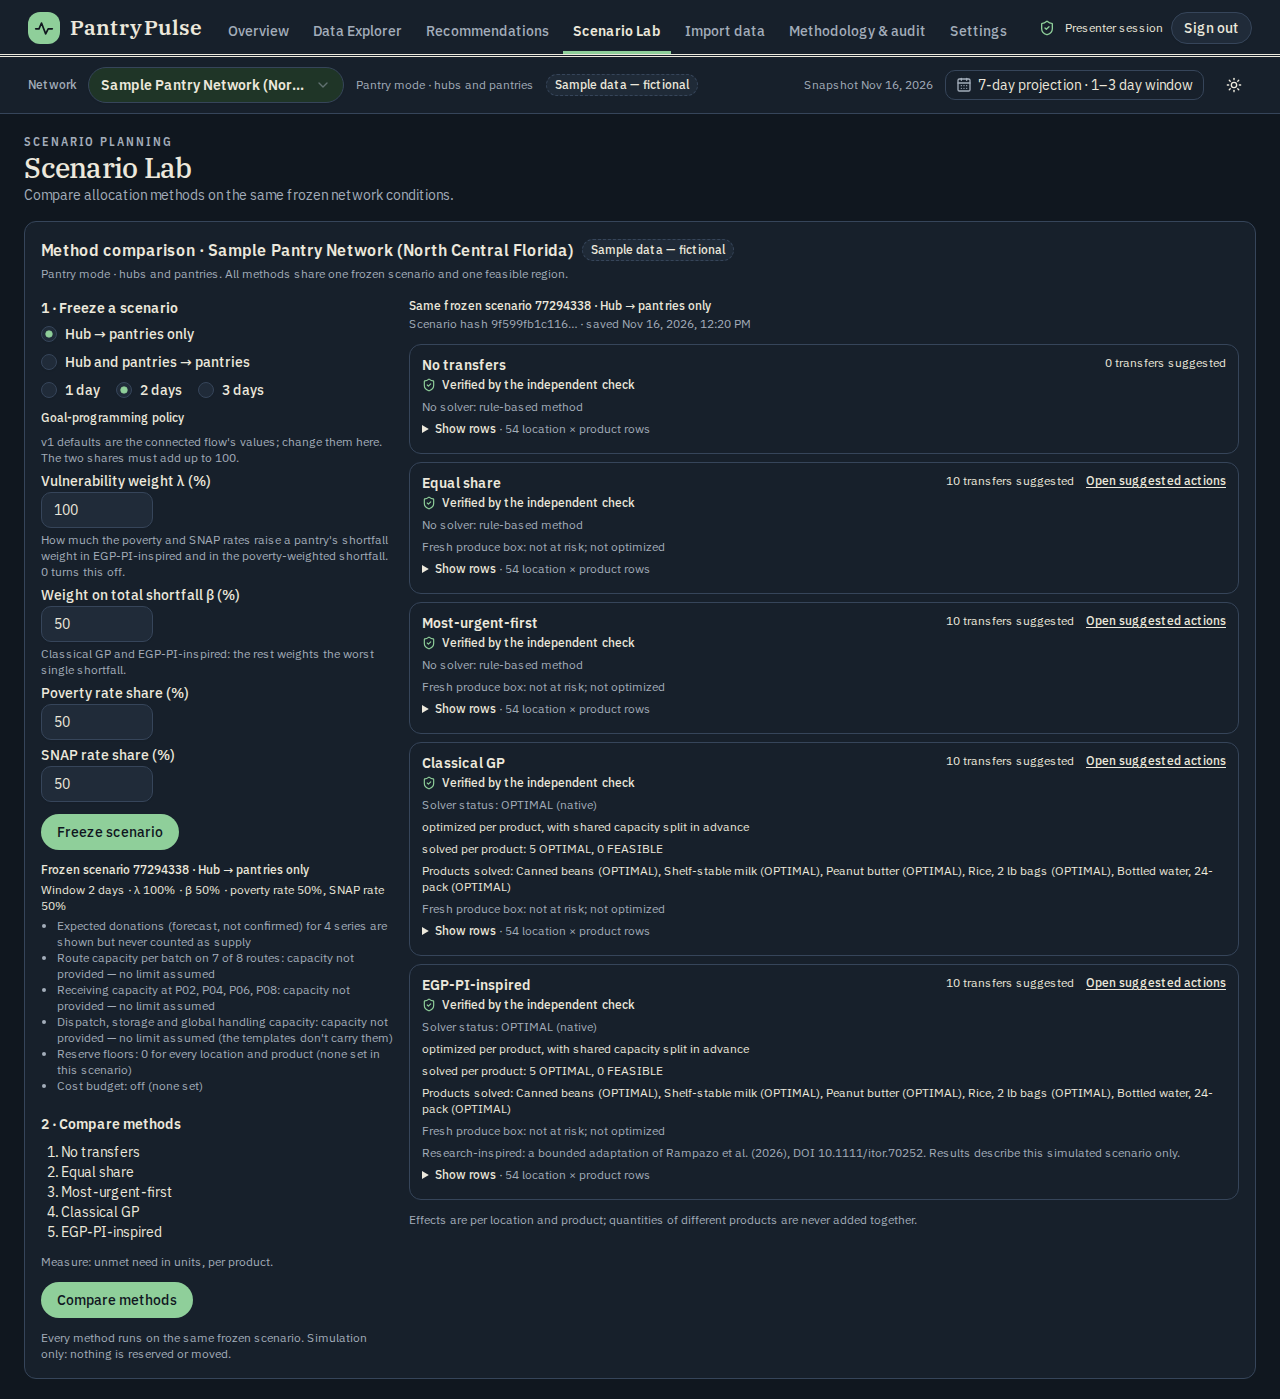 PantryPulse
Overview
Data Explorer
Recommendations
Scenario Lab
Import data
Methodology & audit
Settings
Presenter session
Sign out
Network
Sample Pantry Network (Nor...
Pantry mode · hubs and pantries
Sample data — fictional
Snapshot Nov 16, 2026
7-day projection · 1–3 day window
SCENARIO PLANNING
Scenario Lab
Compare allocation methods on the same frozen network conditions.
Method comparison · Sample Pantry Network (North Central Florida)
Sample data — fictional
Pantry mode · hubs and pantries. All methods share one frozen scenario and one feasible region.
1 · Freeze a scenario
Hub → pantries only
Hub and pantries → pantries
1 day
2 days
3 days
Goal-programming policy
v1 defaults are the connected flow's values; change them here.
The two shares must add up to 100.
Vulnerability weight λ (%)
100
How much the poverty and SNAP rates raise a pantry's shortfall
weight in EGP-PI-inspired and in the poverty-weighted shortfall.
0 turns this off.
Weight on total shortfall β (%)
50
Classical GP and EGP-PI-inspired: the rest weights the worst
single shortfall.
Poverty rate share (%)
50
SNAP rate share (%)
50
Freeze scenario
Frozen scenario 77294338 · Hub → pantries only
Window 2 days · λ 100% · β 50% · poverty rate 50%, SNAP rate
50%
• Expected donations (forecast, not confirmed) for 4 series are
shown but never counted as supply
• Route capacity per batch on 7 of 8 routes: capacity not
provided — no limit assumed
• Receiving capacity at P02, P04, P06, P08: capacity not
provided — no limit assumed
• Dispatch, storage and global handling capacity: capacity not
provided — no limit assumed (the templates don't carry them)
• Reserve floors: 0 for every location and product (none set in
this scenario)
• Cost budget: off (none set)
2 · Compare methods
1. No transfers
2. Equal share
3. Most-urgent-first
4. Classical GP
5. EGP-PI-inspired
Measure: unmet need in units, per product.
Compare methods
Every method runs on the same frozen scenario. Simulation
only: nothing is reserved or moved.
Same frozen scenario 77294338 · Hub → pantries only
Scenario hash 9f599fb1c116... · saved Nov 16, 2026, 12:20 PM
No transfers
0 transfers suggested
Verified by the independent check
No solver: rule-based method
Show rows · 54 location × product rows
Equal share
10 transfers suggested
Open suggested actions
Verified by the independent check
No solver: rule-based method
Fresh produce box: not at risk; not optimized
Show rows · 54 location × product rows
Most-urgent-first
10 transfers suggested
Open suggested actions
Verified by the independent check
No solver: rule-based method
Fresh produce box: not at risk; not optimized
Show rows · 54 location × product rows
Classical GP
10 transfers suggested
Open suggested actions
Verified by the independent check
Solver status: OPTIMAL (native)
optimized per product, with shared capacity split in advance
solved per product: 5 OPTIMAL, 0 FEASIBLE
Products solved: Canned beans (OPTIMAL), Shelf-stable milk (OPTIMAL), Peanut butter (OPTIMAL), Rice, 2 lb bags (OPTIMAL), Bottled water, 24-
pack (OPTIMAL)
Fresh produce box: not at risk; not optimized
Show rows · 54 location × product rows
EGP-PI-inspired
10 transfers suggested
Open suggested actions
Verified by the independent check
Solver status: OPTIMAL (native)
optimized per product, with shared capacity split in advance
solved per product: 5 OPTIMAL, 0 FEASIBLE
Products solved: Canned beans (OPTIMAL), Shelf-stable milk (OPTIMAL), Peanut butter (OPTIMAL), Rice, 2 lb bags (OPTIMAL), Bottled water, 24-
pack (OPTIMAL)
Fresh produce box: not at risk; not optimized
Research-inspired: a bounded adaptation of Rampazo et al. (2026), DOI 10.1111/itor.70252. Results describe this simulated scenario only.
Show rows · 54 location × product rows
Effects are per location and product; quantities of different products are never added together.